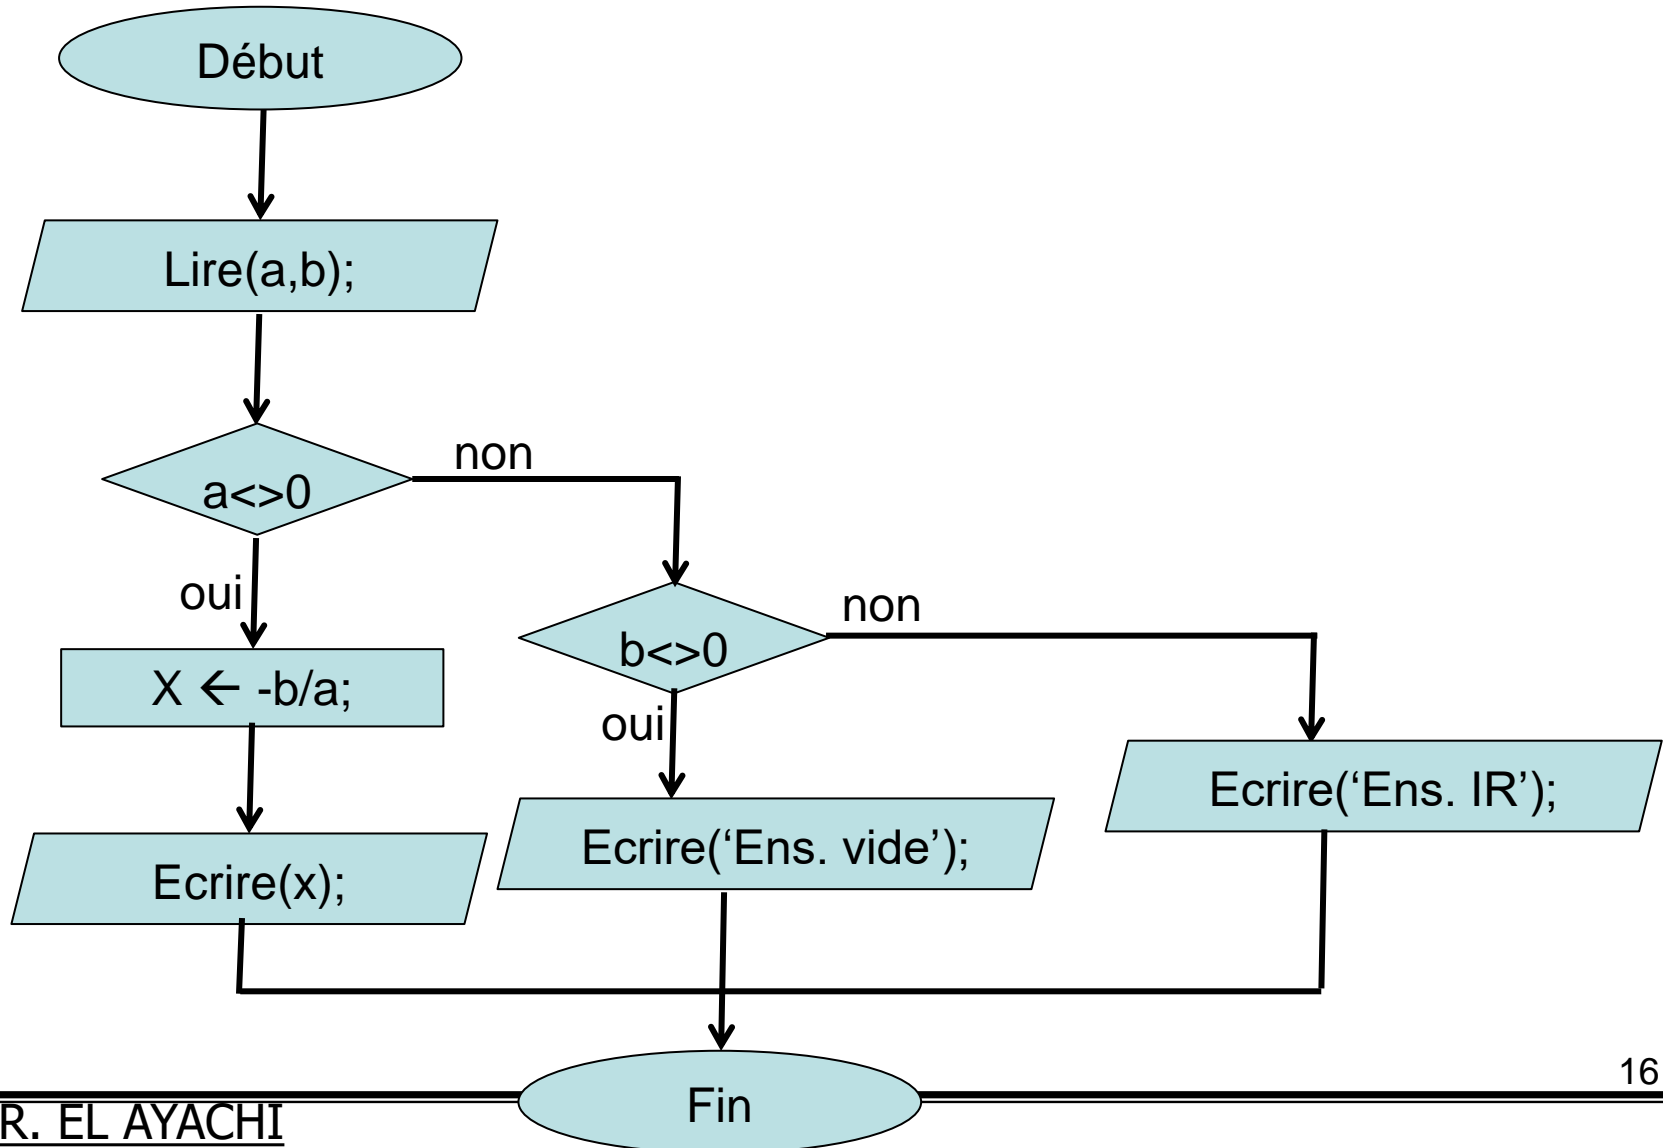 Début
Lire(a,b);
a<>0
non
oui
X ← -b/a;
Ecrire(x);
b<>0
non
oui
Ecrire(‘Ens. vide’);
Ecrire(‘Ens. IR’);
Fin
16
R. EL AYACHI